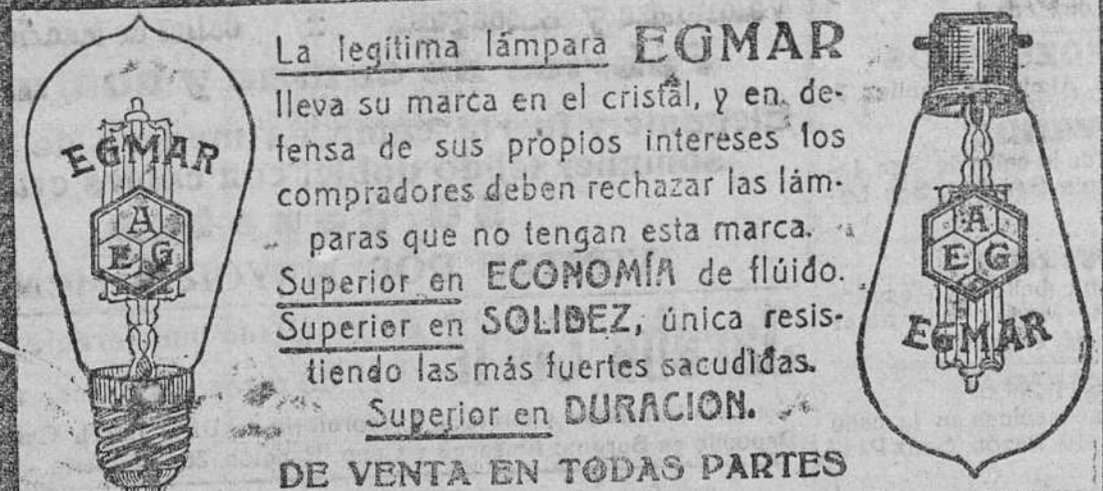 La legítima lámpara EGMAR
lleva su marca en el cristal, y en de-
fensa de sus propios intereses los
compradores deben rechazar las lám-
paras que no tengan esta marca.
Superior en ECONOMÍA de flúido.
Superior en SOLIDEZ, única resis-
tiendo las más fuertes sacudidas.
Superior en DURACION.
DE VENTA EN TODAS PARTES
EGMAR
A
E G
A
E G
EGMAR